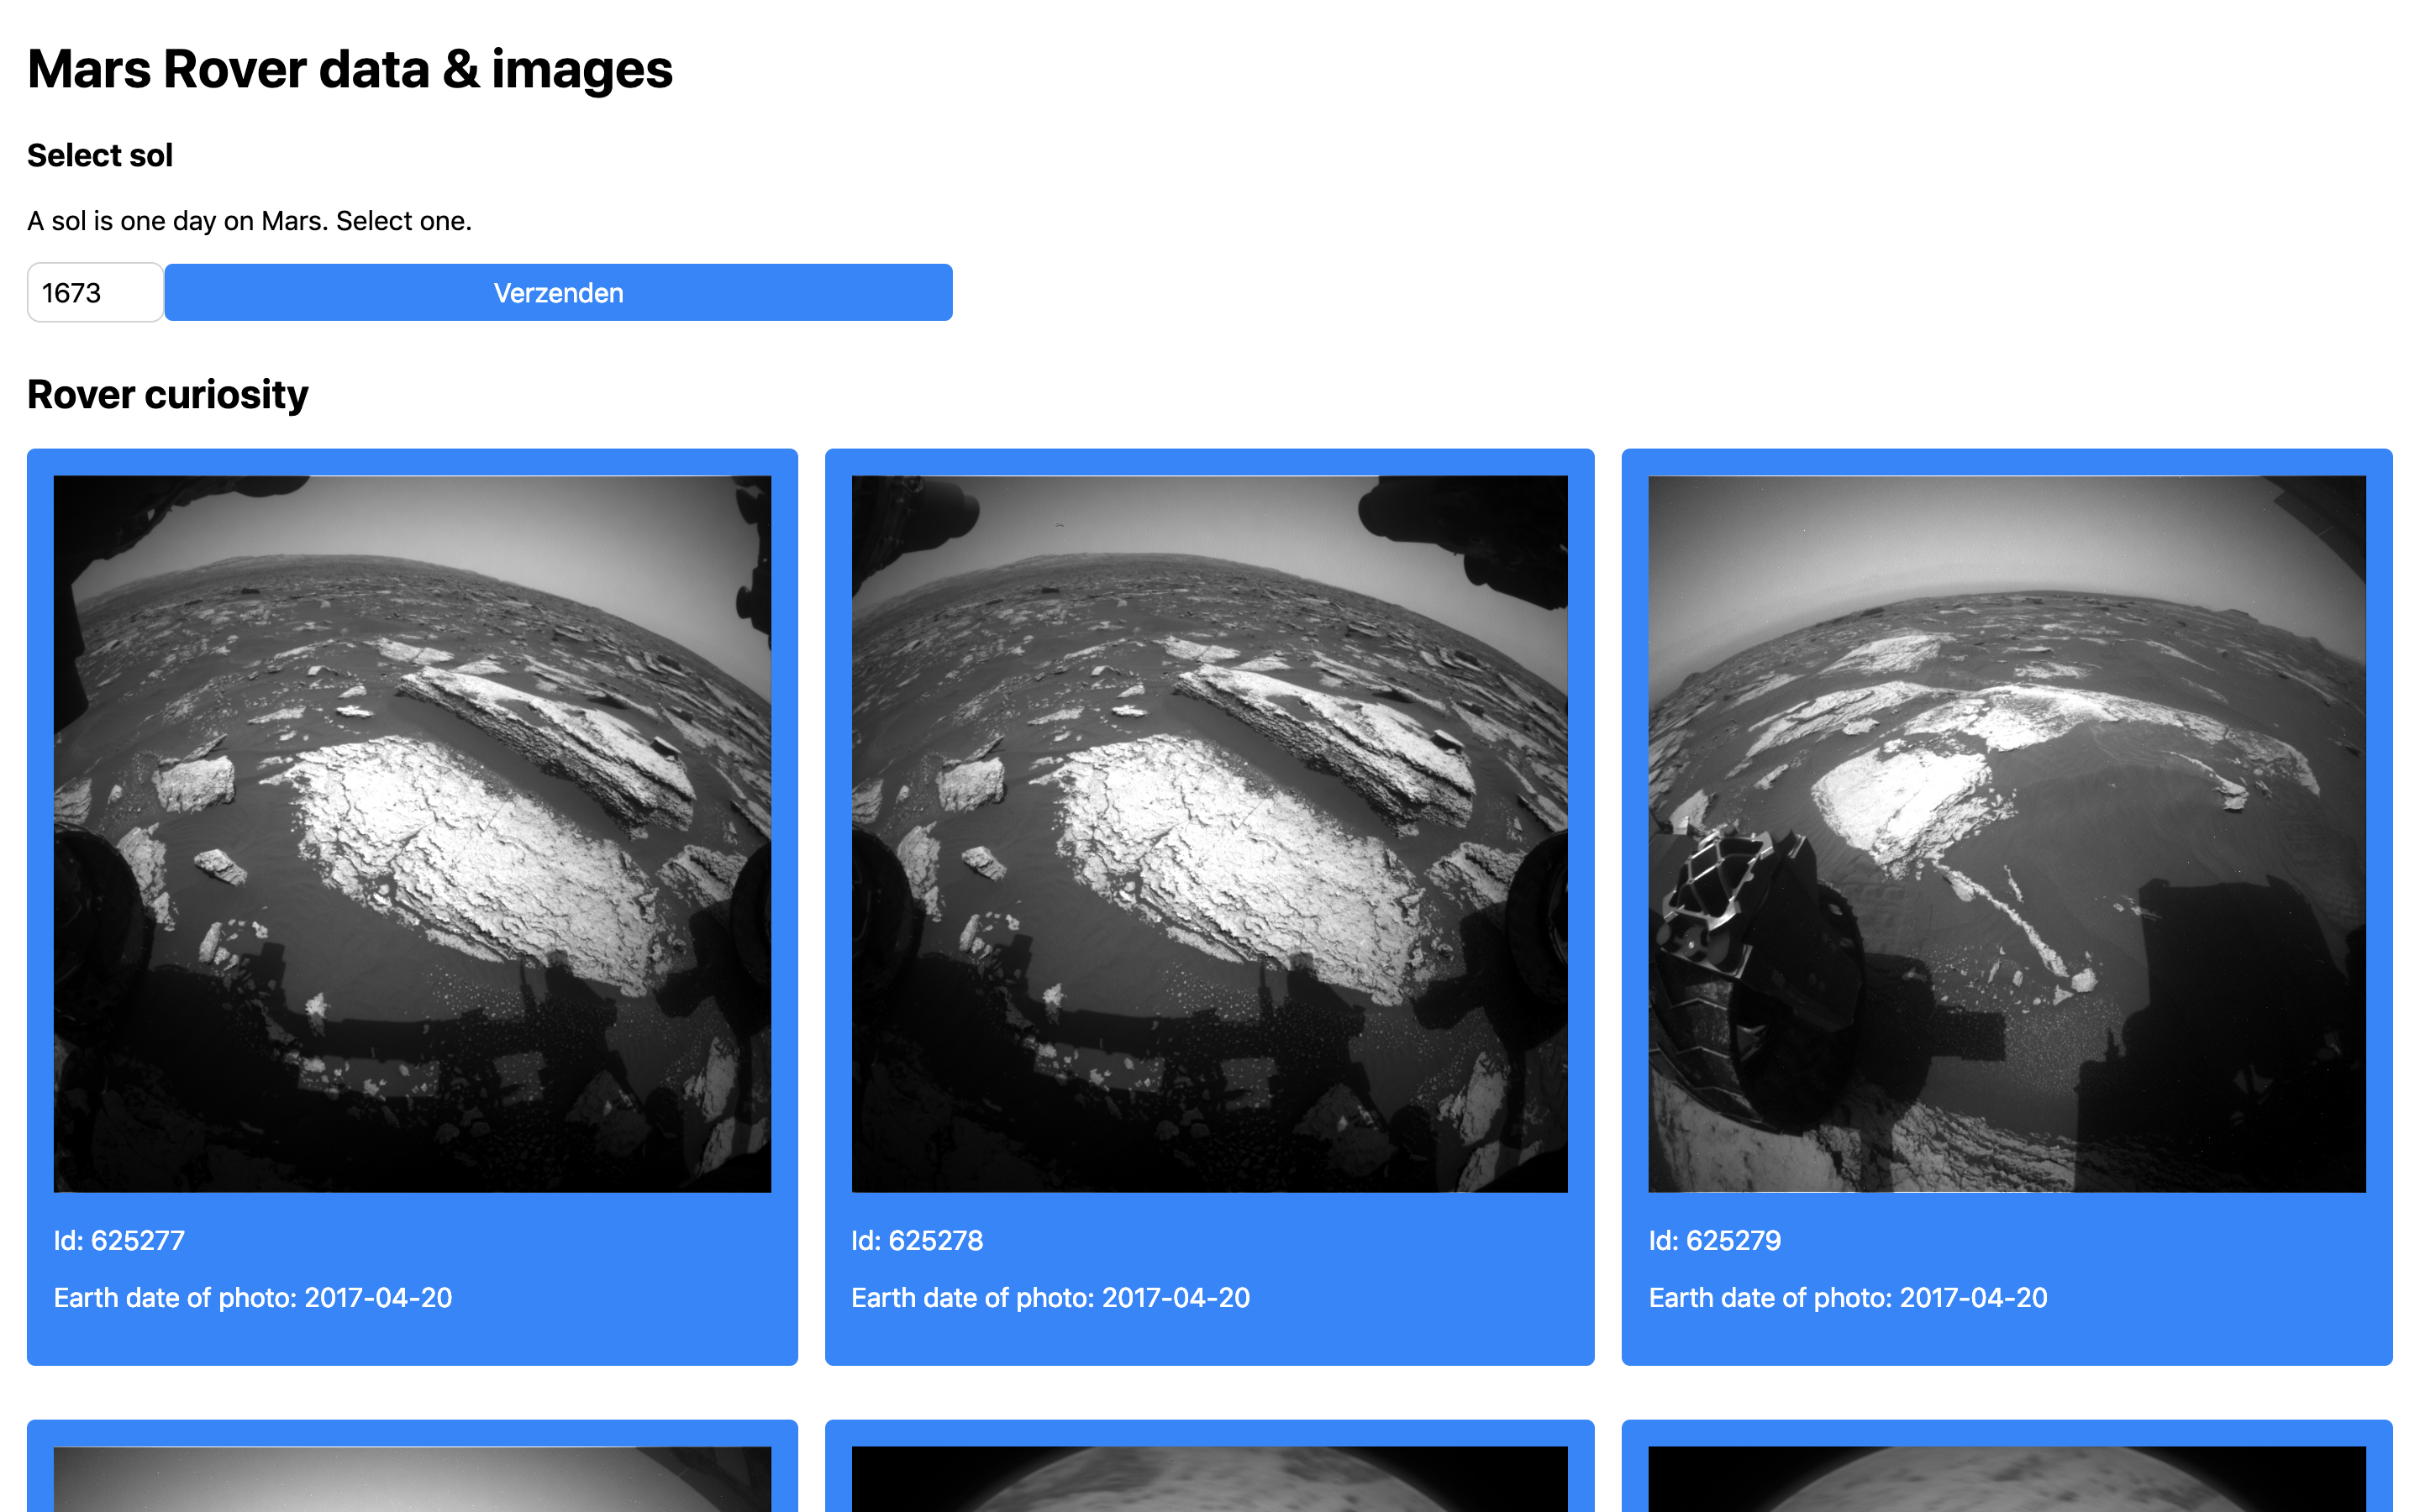 Mars Rover data & images
Select sol
A sol is one day on Mars. Select one.
1673
Verzenden
Rover curiosity
Id: 625277
Earth date of photo: 2017-04-20
Id: 625278
Earth date of photo: 2017-04-20
Id: 625279
Earth date of photo: 2017-04-20